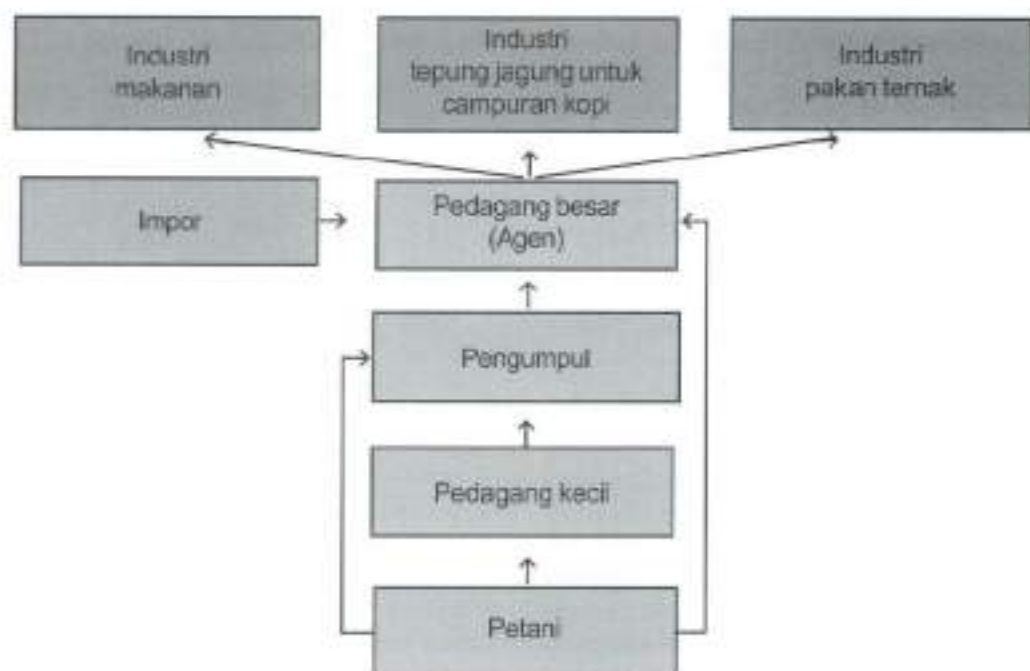 Industri
makanan
Industri
tepung jagung untuk
campuran kopi
Industri
pakan ternak
Impor
Pedagang besar
(Agen)
Pengumpul
Pedagang kecil
Petani